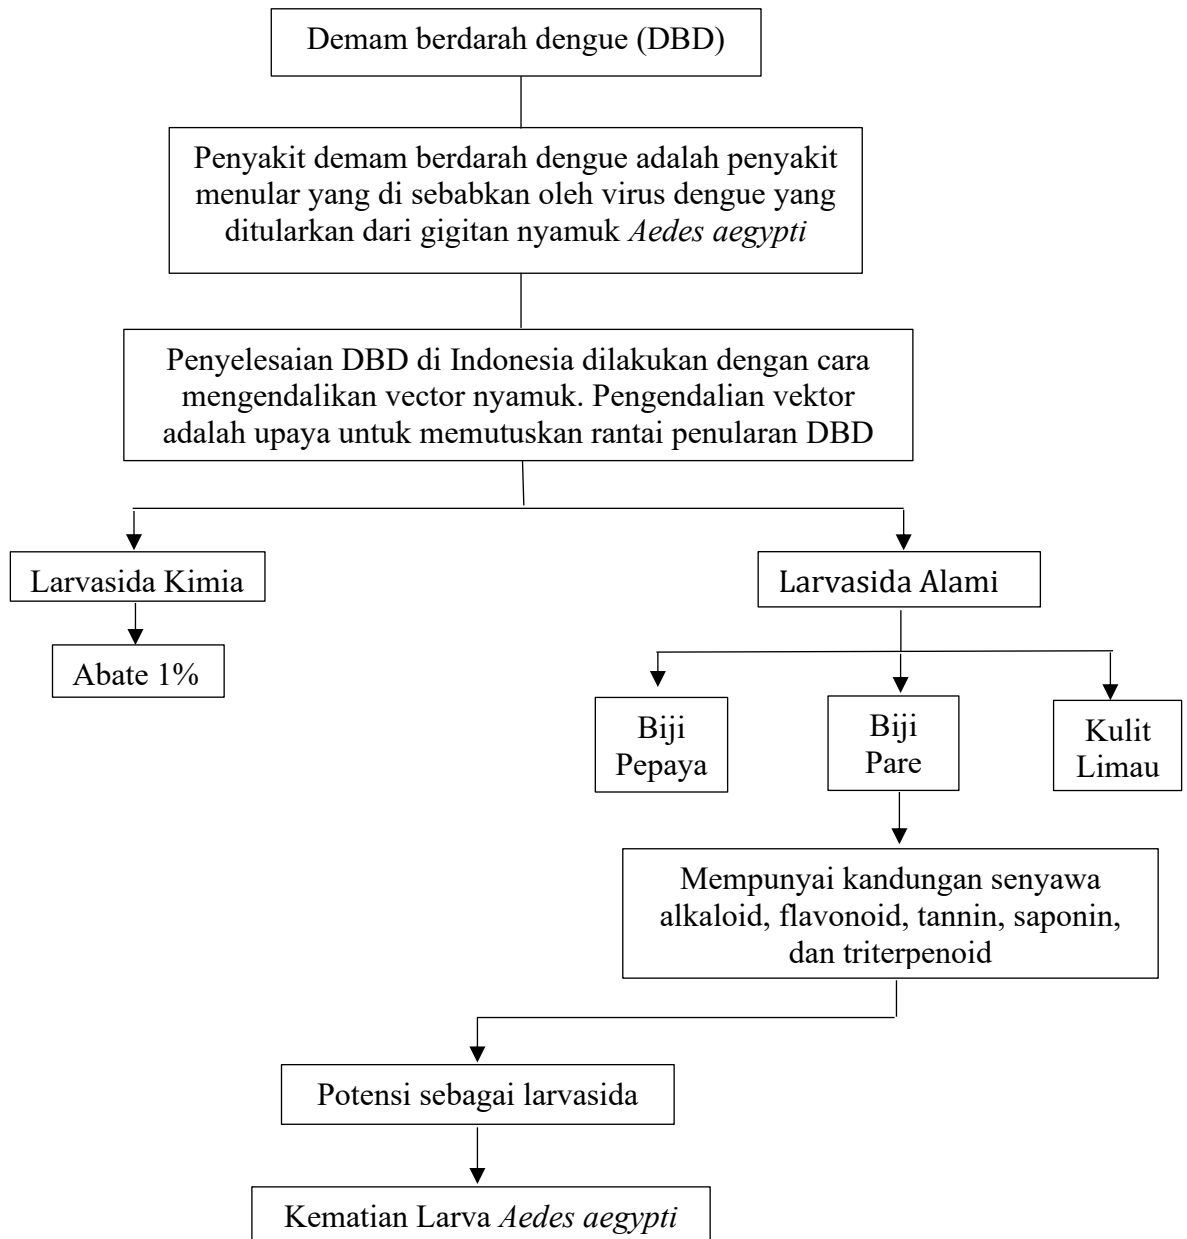 Demam berdarah dengue (DBD)
Penyakit demam berdarah dengue adalah penyakit
menular yang di sebabkan oleh virus dengue yang
ditularkan dari gigitan nyamuk Aedes aegypti
Penyelesaian DBD di Indonesia dilakukan dengan cara
mengendalikan vector nyamuk. Pengendalian vektor
adalah upaya untuk memutuskan rantai penularan DBD
Larvasida Kimia
Larvasida Alami
Abate 1%
Biji
Pepaya
Biji
Pare
Kulit
Limau
Mempunyai kandungan senyawa
alkaloid, flavonoid, tannin, saponin,
dan triterpenoid
Potensi sebagai larvasida
Kematian Larva Aedes aegypti